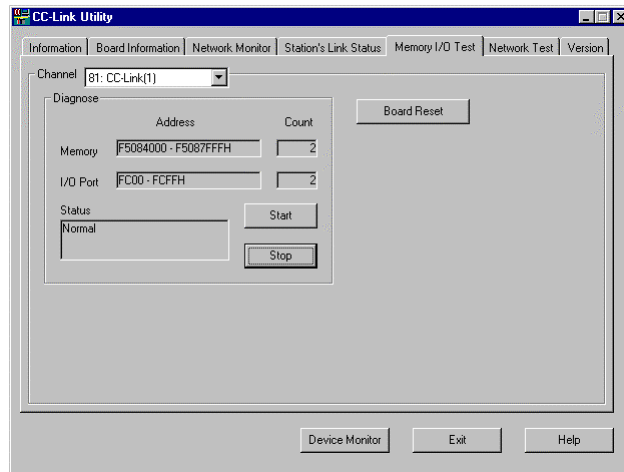 CC-Link Utility
Information Board Information Network Monitor Station's Link Status Memory I/O Test Network Test Version
Channel 81: CC-Link(1)
Diagnose
Address Count
Board Reset
Memory F5084000 - F5087FFFH 2
I/O Port FC00 - FCFFH 2
Status
Normal
Start
Stop
Device Monitor Exit Help